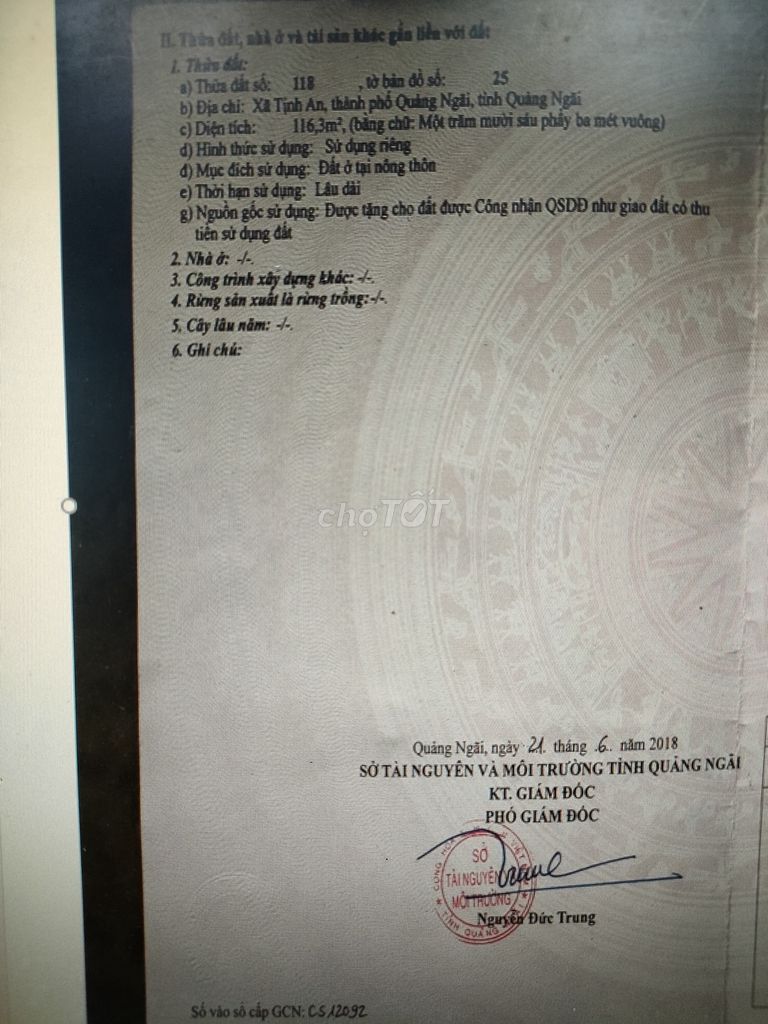 II. Thửa đất, nhà ở và tài sản khác gắn liền với đất
1. Thửa đất:
a) Thửa đất số: 118 , tờ bản đồ số: 25
b) Địa chỉ: Xã Tịnh An, thành phố Quảng Ngãi, tỉnh Quảng Ngãi
c) Diện tích: 116,3m², (bằng chữ: Một trăm mười sáu phẩy ba mét vuông)
d) Hình thức sử dụng: Sử dụng riêng
đ) Mục đích sử dụng: Đất ở tại nông thôn
e) Thời hạn sử dụng: Lâu dài
g) Nguồn gốc sử dụng: Được tặng cho đất được Công nhận QSDĐ như giao đất có thu
tiền sử dụng đất
2. Nhà ở: -/-.
3. Công trình xây dựng khác: -/-.
4. Rừng sản xuất là rừng trồng:-/-.
5. Cây lâu năm: -/-.
6. Ghi chú:
chợTỐT
Quảng Ngãi, ngày 21 tháng 6 năm 2018
SỞ TÀI NGUYÊN VÀ MÔI TRƯỜNG TỈNH QUẢNG NGÃI
KT. GIÁM ĐỐC
PHÓ GIÁM ĐỐC
SỞ
TÀI NGUYÊN
MÔI TRƯỜNG
TỈNH QUẢNG NGÃI
Nguyễn Đức Trung
Số vào sổ cấp GCN: CS12092